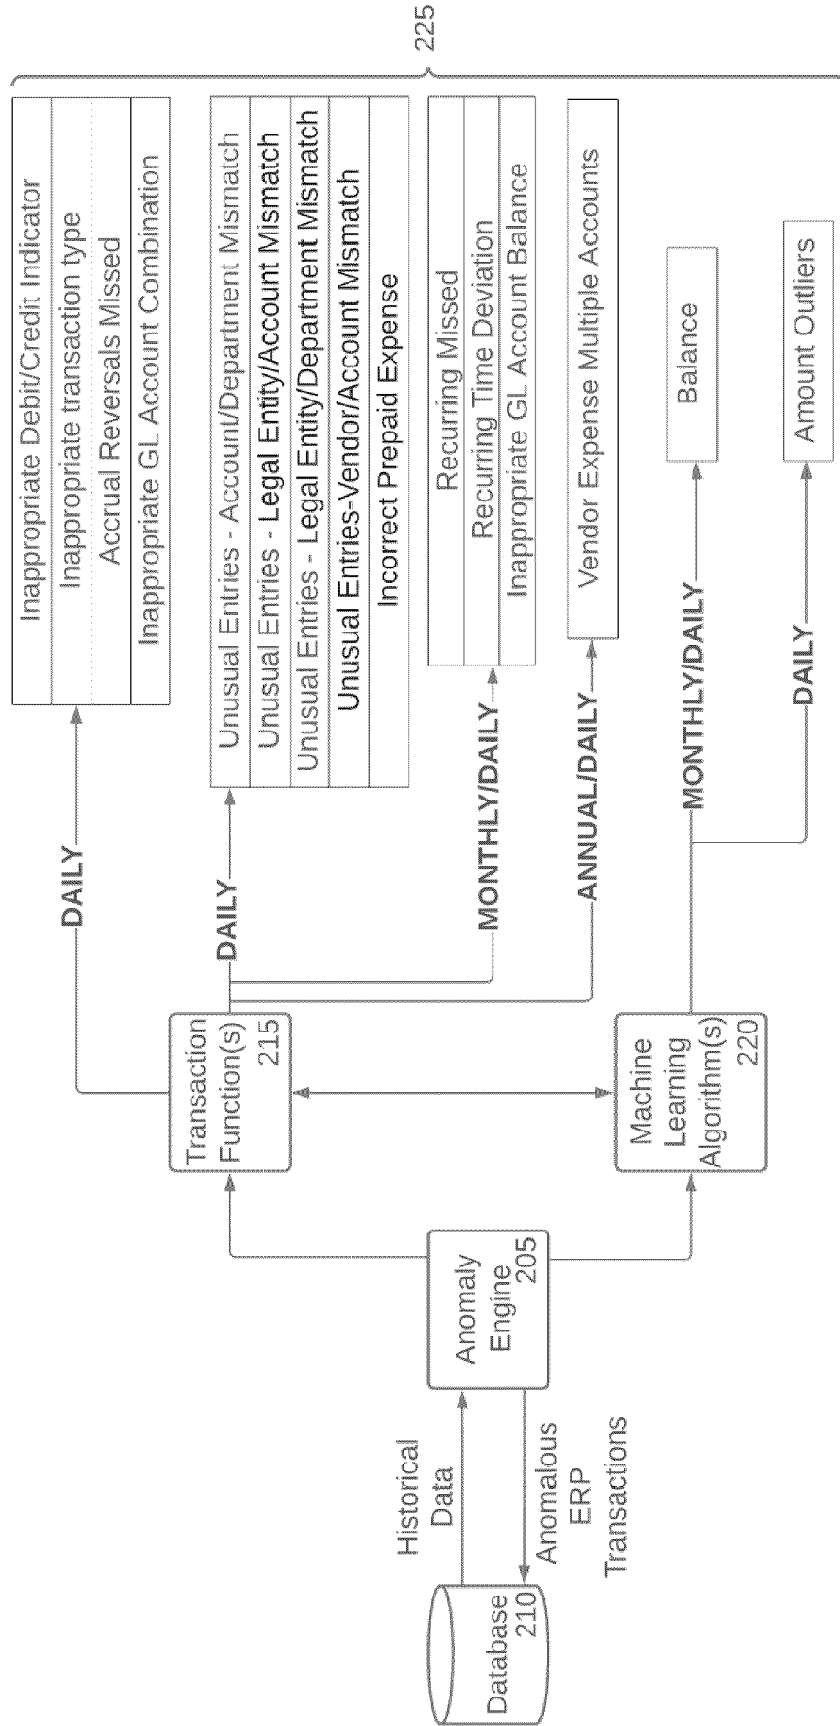 Database
210
Historical
Data
Anomalous
ERP
Transactions
Anomaly
Engine
205
Transaction
Function(s)
215
Machine
Learning
Algorithm(s)
220
DAILY
Inappropriate Debit/Credit Indicator
Inappropriate transaction type
Accrual Reversals Missed
Inappropriate GL Account Combination
DAILY
Unusual Entries - Account/Department Mismatch
Unusual Entries - Legal Entity/Account Mismatch
Unusual Entries - Legal Entity/Department Mismatch
Unusual Entries-Vendor/Account Mismatch
Incorrect Prepaid Expense
MONTHLY/DAILY
Recurring Missed
Recurring Time Deviation
Inappropriate GL Account Balance
ANNUAL/DAILY
Vendor Expense Multiple Accounts
MONTHLY/DAILY
Balance
DAILY
Amount Outliers
225